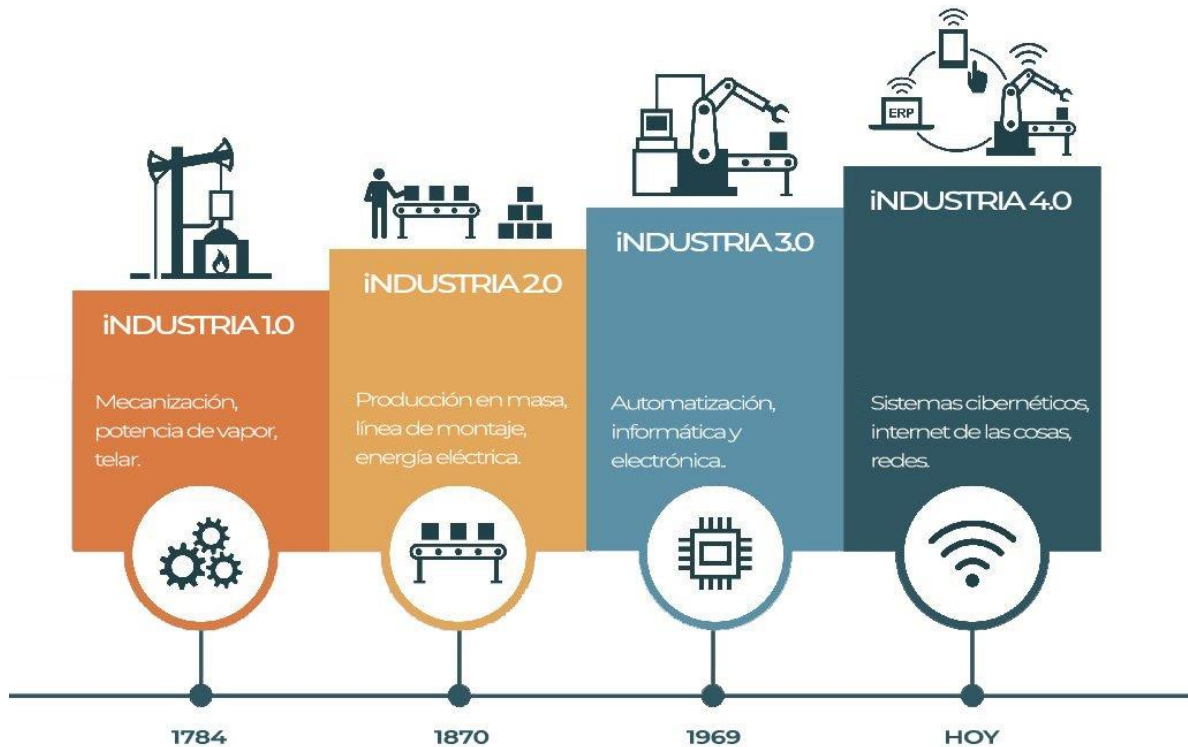 ERP
iNDUSTRIA 1.0
Mecanización,
potencia de vapor,
telar.
iNDUSTRIA 2.0
Producción en masa,
línea de montaje,
energía eléctrica.
iNDUSTRIA 3.0
Automatización,
informática y
electrónica..
iNDUSTRIA 4.0
Sistemas cibernéticos,
internet de las cosas,
redes.
1784
1870
1969
HOY